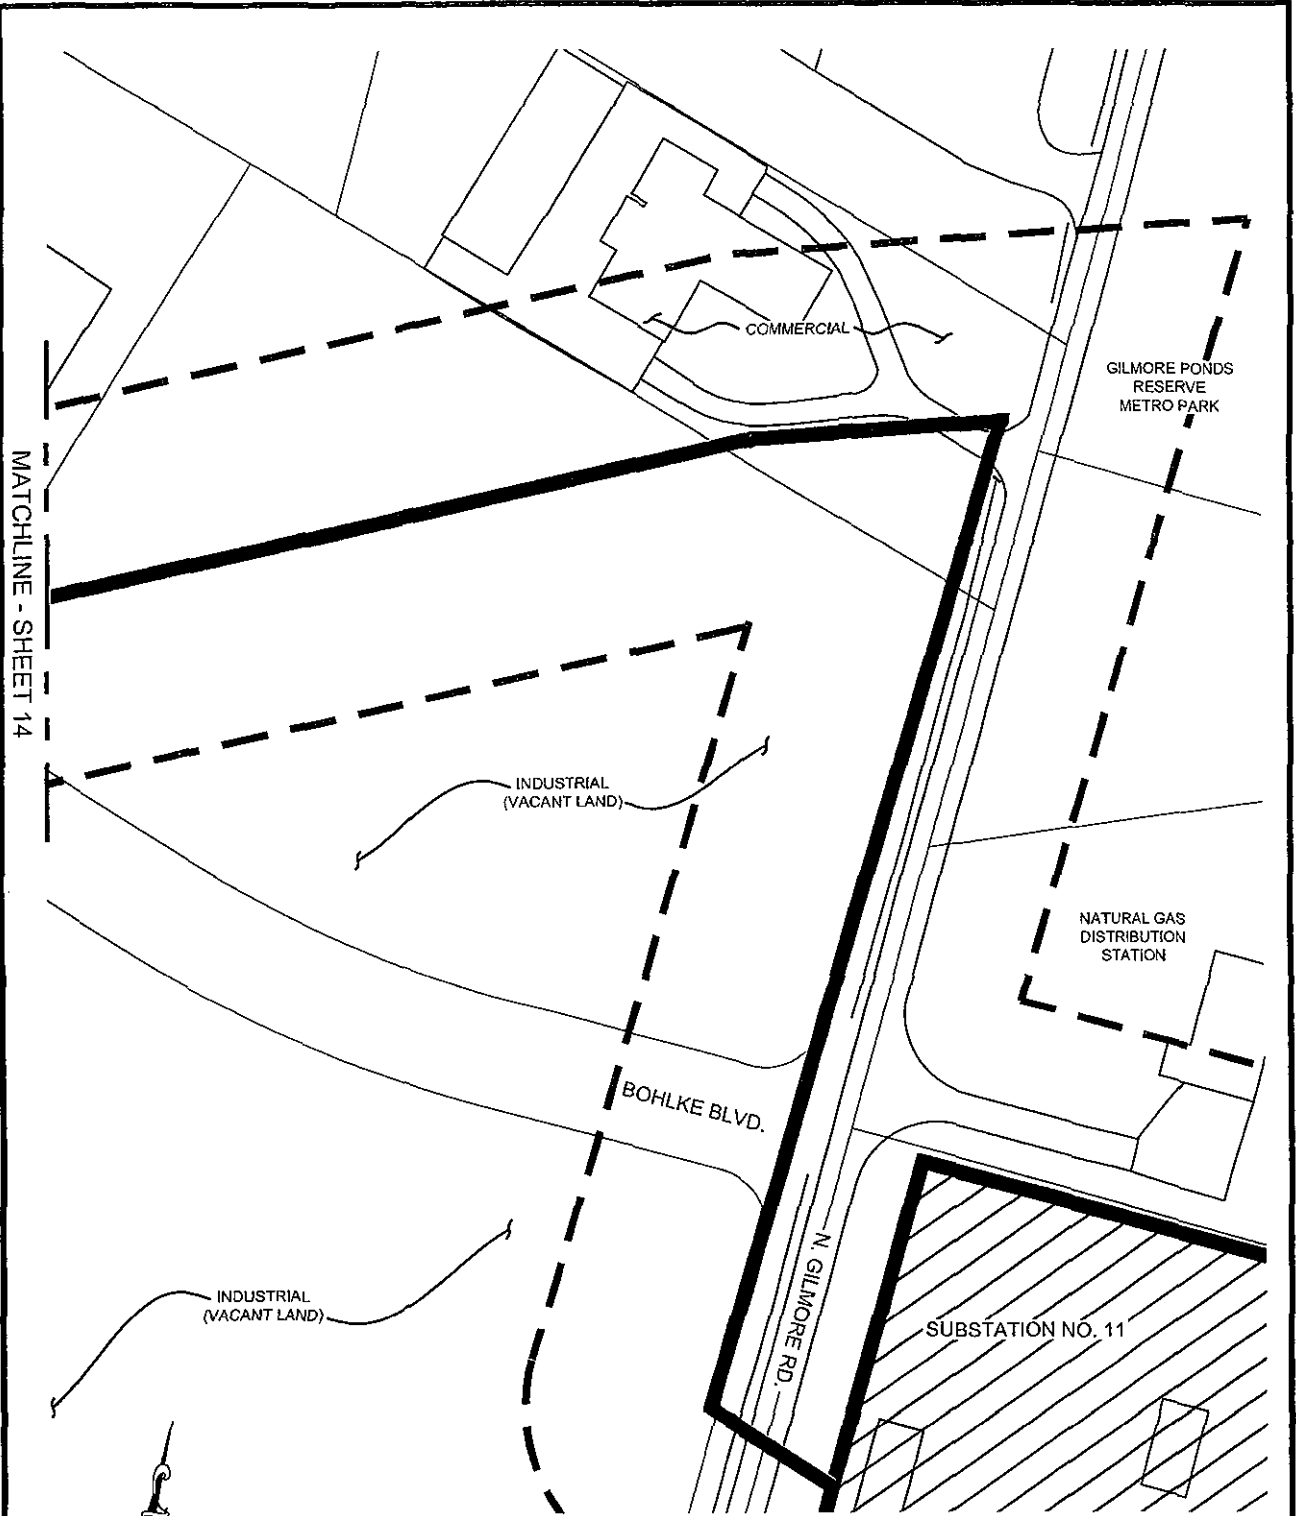 COMMERCIAL
GILMORE PONDS
RESERVE
METRO PARK
MATCHLINE - SHEET 14
INDUSTRIAL
(VACANT LAND)
NATURAL GAS
DISTRIBUTION
STATION
BOHLKE BLVD.
N. GILMORE RD.
INDUSTRIAL
(VACANT LAND)
SUBSTATION NO. 11